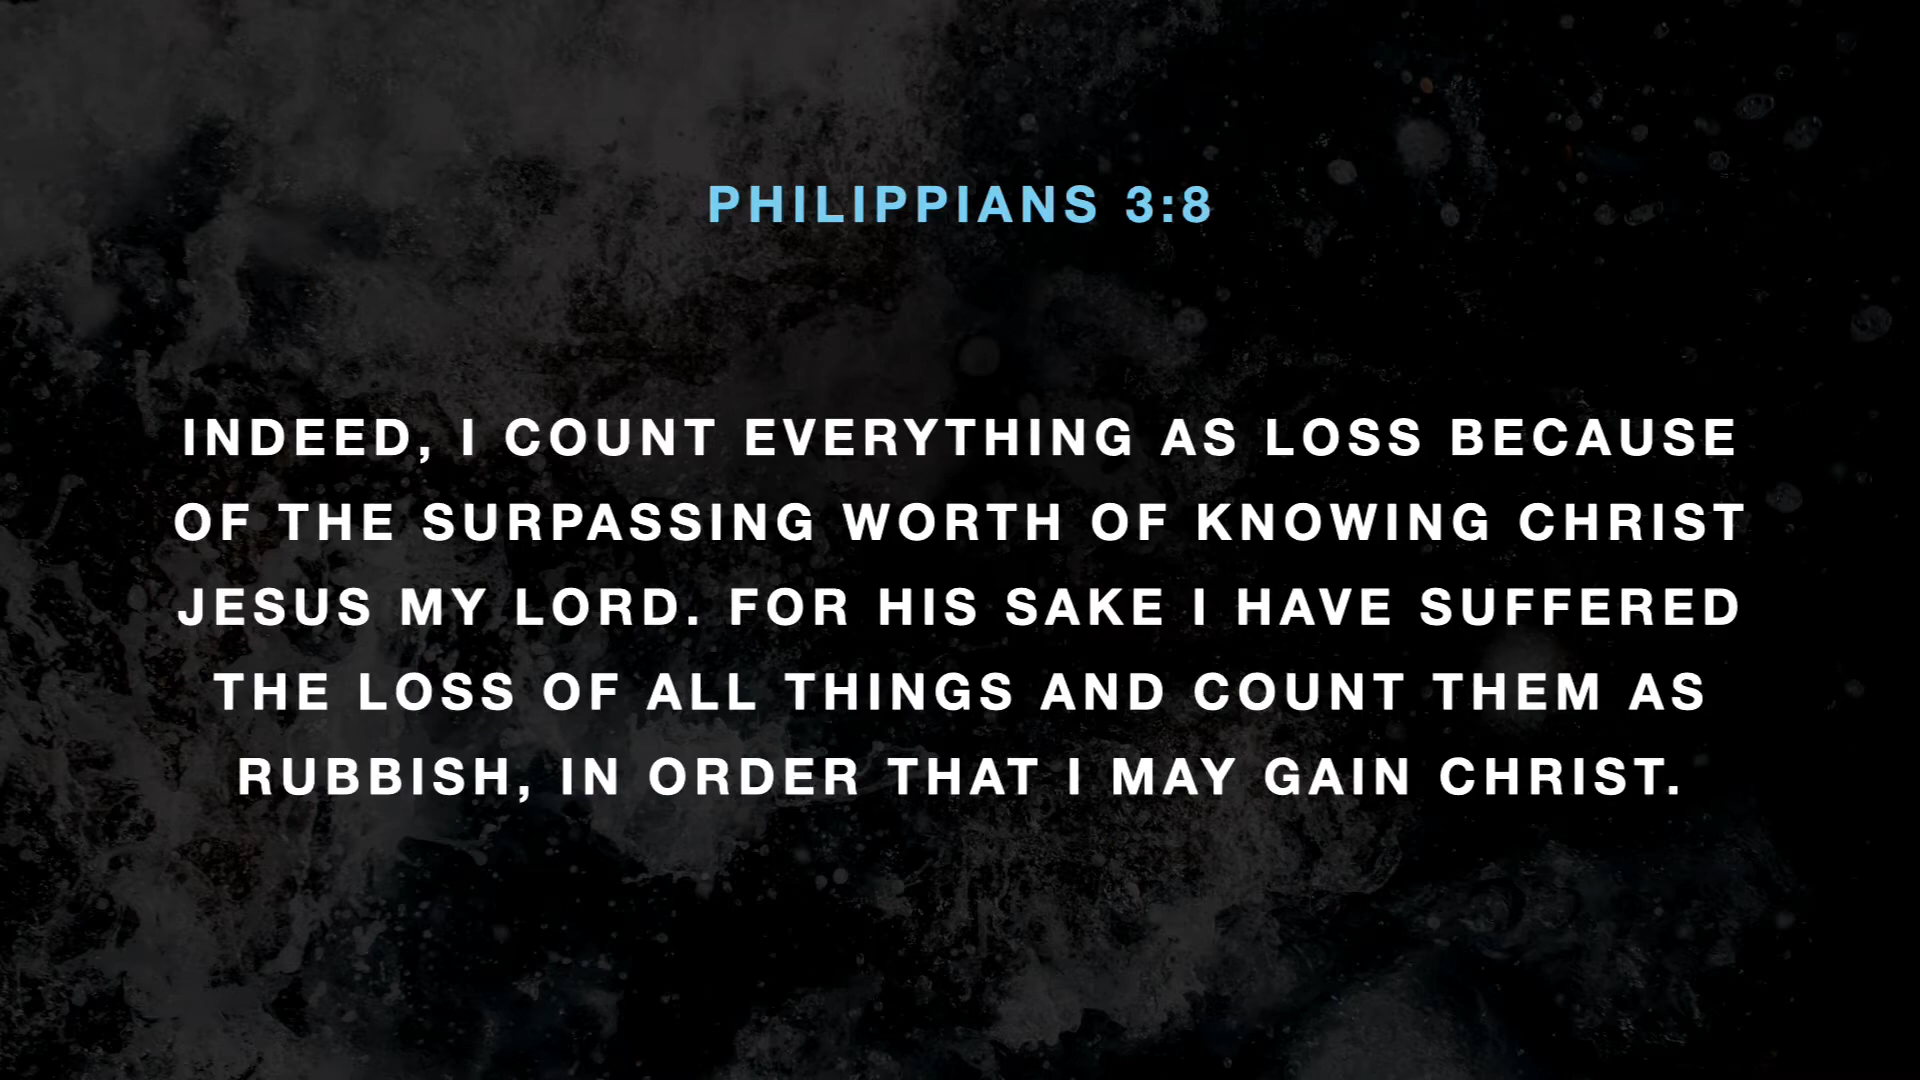 PHILIPPIANS 3:8
INDEED, I COUNT EVERYTHING AS LOSS BECAUSE
OF THE SURPASSING WORTH OF KNOWING CHRIST
JESUS MY LORD. FOR HIS SAKE I HAVE SUFFERED
THE LOSS OF ALL THINGS AND COUNT THEM AS
RUBBISH, IN ORDER THAT I MAY GAIN CHRIST.